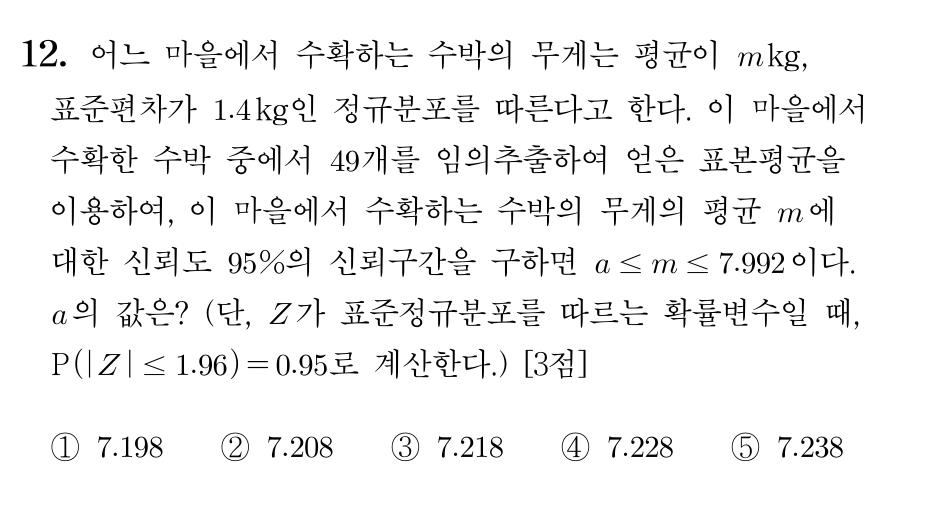 12. 어느 마을에서 수확하는 수박의 무게는 평균이 m kg,
표준편차가 1.4 kg인 정규분포를 따른다고 한다. 이 마을에서
수확한 수박 중에서 49개를 임의추출하여 얻은 표본평균을
이용하여, 이 마을에서 수확하는 수박의 무게의 평균 m에
대한 신뢰도 95%의 신뢰구간을 구하면 a ≤ m ≤ 7.992이다.
a의 값은? (단, Z가 표준정규분포를 따르는 확률변수일 때,
P(|Z| ≤ 1.96) = 0.95로 계산한다.) [3점]
① 7.198 ② 7.208 ③ 7.218 ④ 7.228 ⑤ 7.238